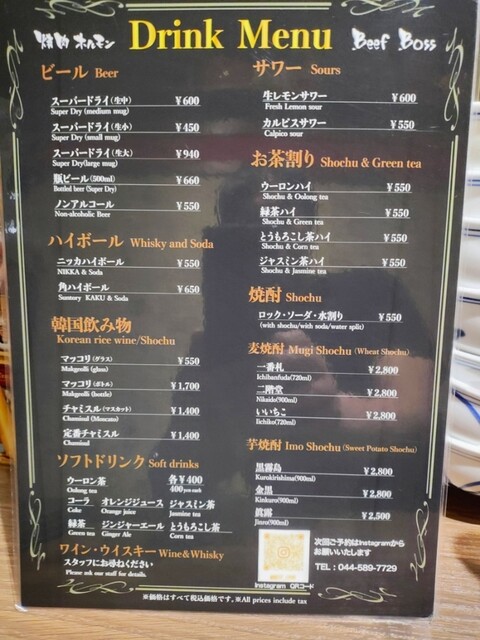 焼肉 ホルモン Drink Menu Beef Boss
ビール Beer
スーパードライ(生中) ￥600
Super Dry (medium mug)
スーパードライ(生小) ￥450
Super Dry (small mug)
スーパードライ(生大) ￥940
Super Dry(large mug)
瓶ビール(500ml) ￥660
Bottled beer (Super Dry)
ノンアルコール ￥550
Non-alcoholic Beer
ハイボール Whisky and Soda
ニッカハイボール ￥550
NIKKA & Soda
角ハイボール ￥650
Suntory KAKU & Soda
韓国飲み物
Korean rice wine/Shochu
マッコリ(グラス) ￥550
Makgeolli (glass)
マッコリ(ボトル) ￥1,700
Makgeolli (bottle)
チャミスル(マスカット) ￥1,400
Chamisul (Moscato)
定番チャミスル ￥1,400
Chamisul
ソフトドリンク Soft drinks
ウーロン茶 各￥400
Oolong tea 400 yen each
コーラ オレンジジュース ジャスミン茶
Coke Orange juice Jasmine tea
緑茶 ジンジャーエール とうもろこし茶
Green tea Ginger Ale Corn tea
ワイン・ウイスキー Wine＆Whisky
スタッフにお尋ねください
Please ask our staff for details.
サワー Sours
生レモンサワー ￥600
Fresh Lemon sour
カルピスサワー ￥550
Calpico sour
お茶割り Shochu & Green tea
ウーロンハイ ￥550
Shochu & Oolong tea
緑茶ハイ ￥550
Shochu & Green tea
とうもろこし茶ハイ ￥550
Shochu & Corn tea
ジャスミン茶ハイ ￥550
Shochu & Jasmine tea
焼酎 Shochu
ロック・ソーダ・水割り ￥550
(with shochu/with soda/water split)
麦焼酎 Mugi Shochu (Wheat Shochu)
一番札 ￥2,800
Ichibanfuda(720ml)
二階堂 ￥2,800
Nikaido(900ml)
いいちこ ￥2,800
Iichiko(720ml)
芋焼酎 Imo Shochu (Sweet Potato Shochu)
黒霧島 ￥2,800
Kurokirishima(900ml)
金黒 ￥2,800
Kinkuro(900ml)
眞露 ￥2,500
Jinro(900ml)
次回ご予約はInstagramから
お願いいたします
TEL：044-589-7729
Instagram QRコード
※価格はすべて税込価格です。※All prices include tax